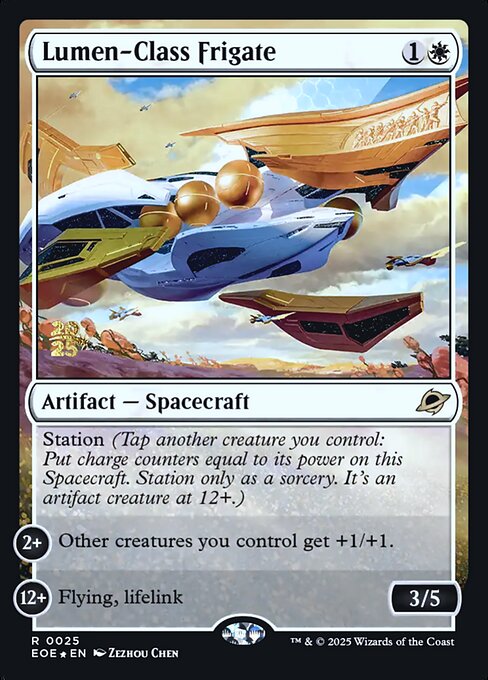 Lumen-Class Frigate 1
2025
Artifact — Spacecraft
Station (Tap another creature you control:
Put charge counters equal to its power on this
Spacecraft. Station only as a sorcery. It's an
artifact creature at 12+.)
2+ Other creatures you control get +1/+1.
12+ Flying, lifelink
3/5
R 0025
EOE★EN Zezhou Chen
™ & © 2025 Wizards of the Coast